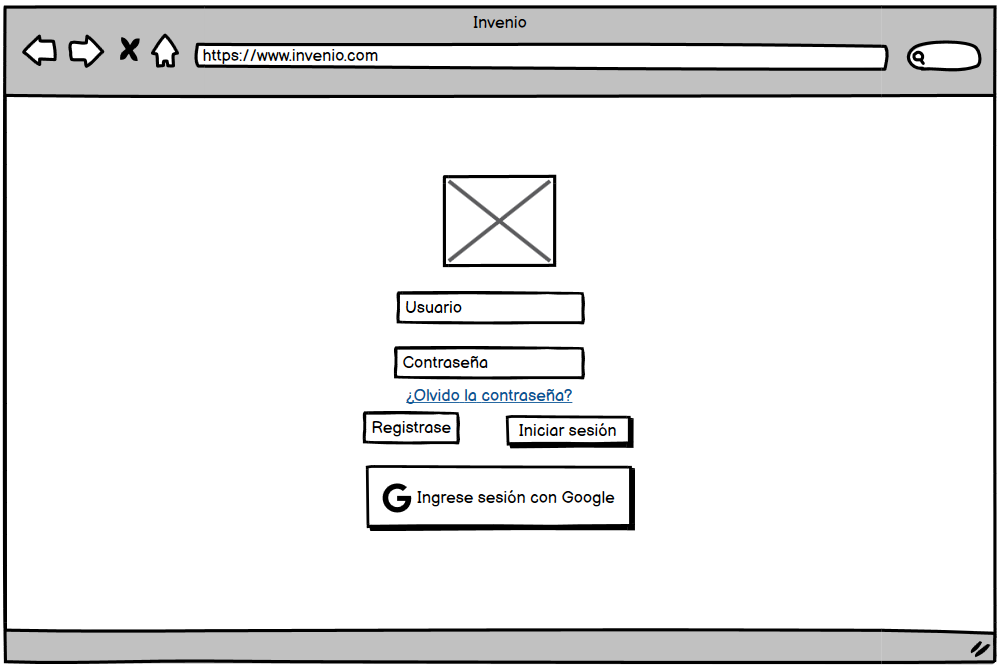 Invenio
https://www.invenio.com
Usuario
Contraseña
¿Olvido la contraseña?
Registrase
Iniciar sesión
Ingrese sesión con Google